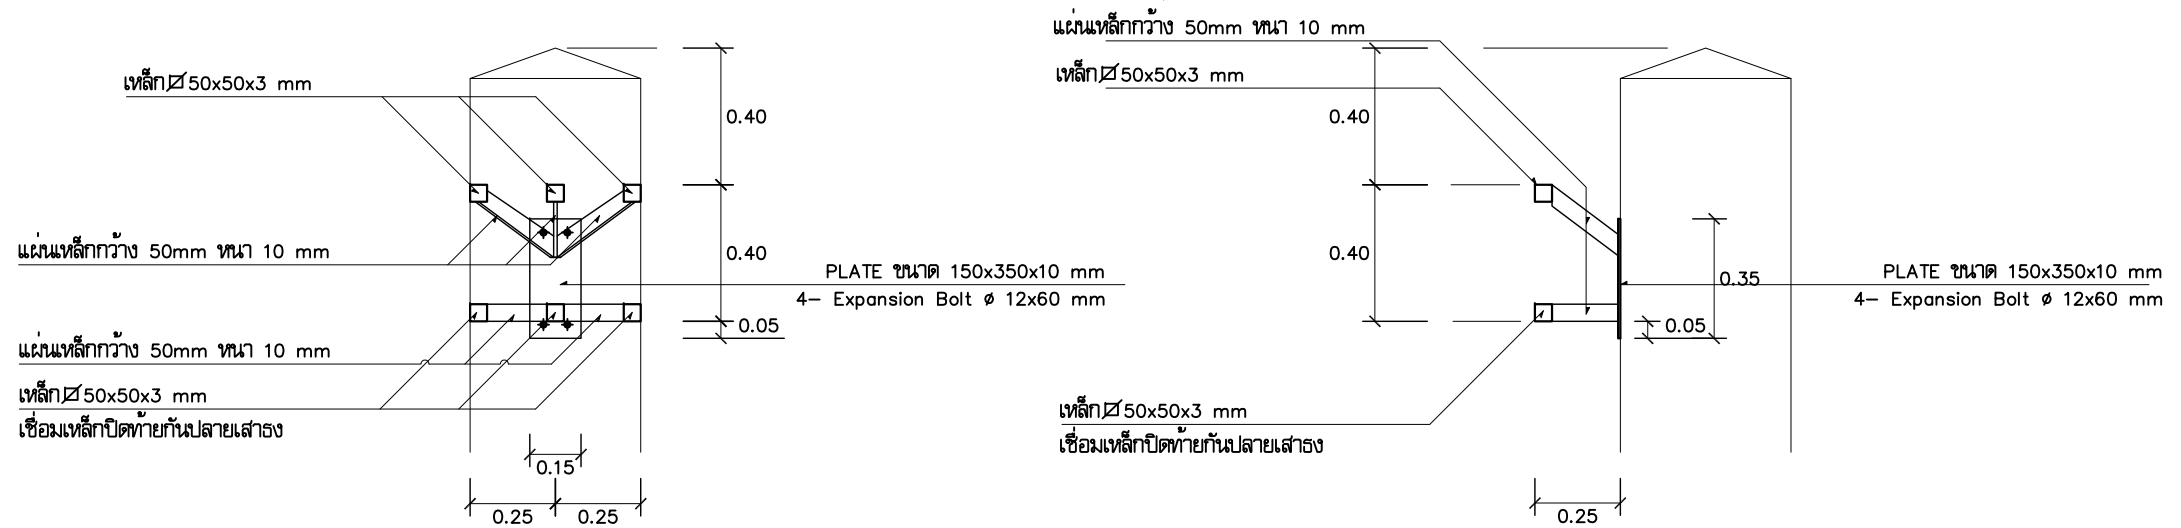 เหล็ก 50x50x3 mm
0.40
แผ่นเหล็กกว้าง 50mm หนา 10 mm
0.40
PLATE ขนาด 150x350x10 mm
4- Expansion Bolt ø 12x60 mm
0.05
แผ่นเหล็กกว้าง 50mm หนา 10 mm
เหล็ก 50x50x3 mm
เชื่อมเหล็กปิดท้ายกันปลายเสาธง
0.15
0.25 0.25
แผ่นเหล็กกว้าง 50mm หนา 10 mm
เหล็ก 50x50x3 mm
0.40
0.40
0.35
PLATE ขนาด 150x350x10 mm
4- Expansion Bolt ø 12x60 mm
0.05
เหล็ก 50x50x3 mm
เชื่อมเหล็กปิดท้ายกันปลายเสาธง
0.25